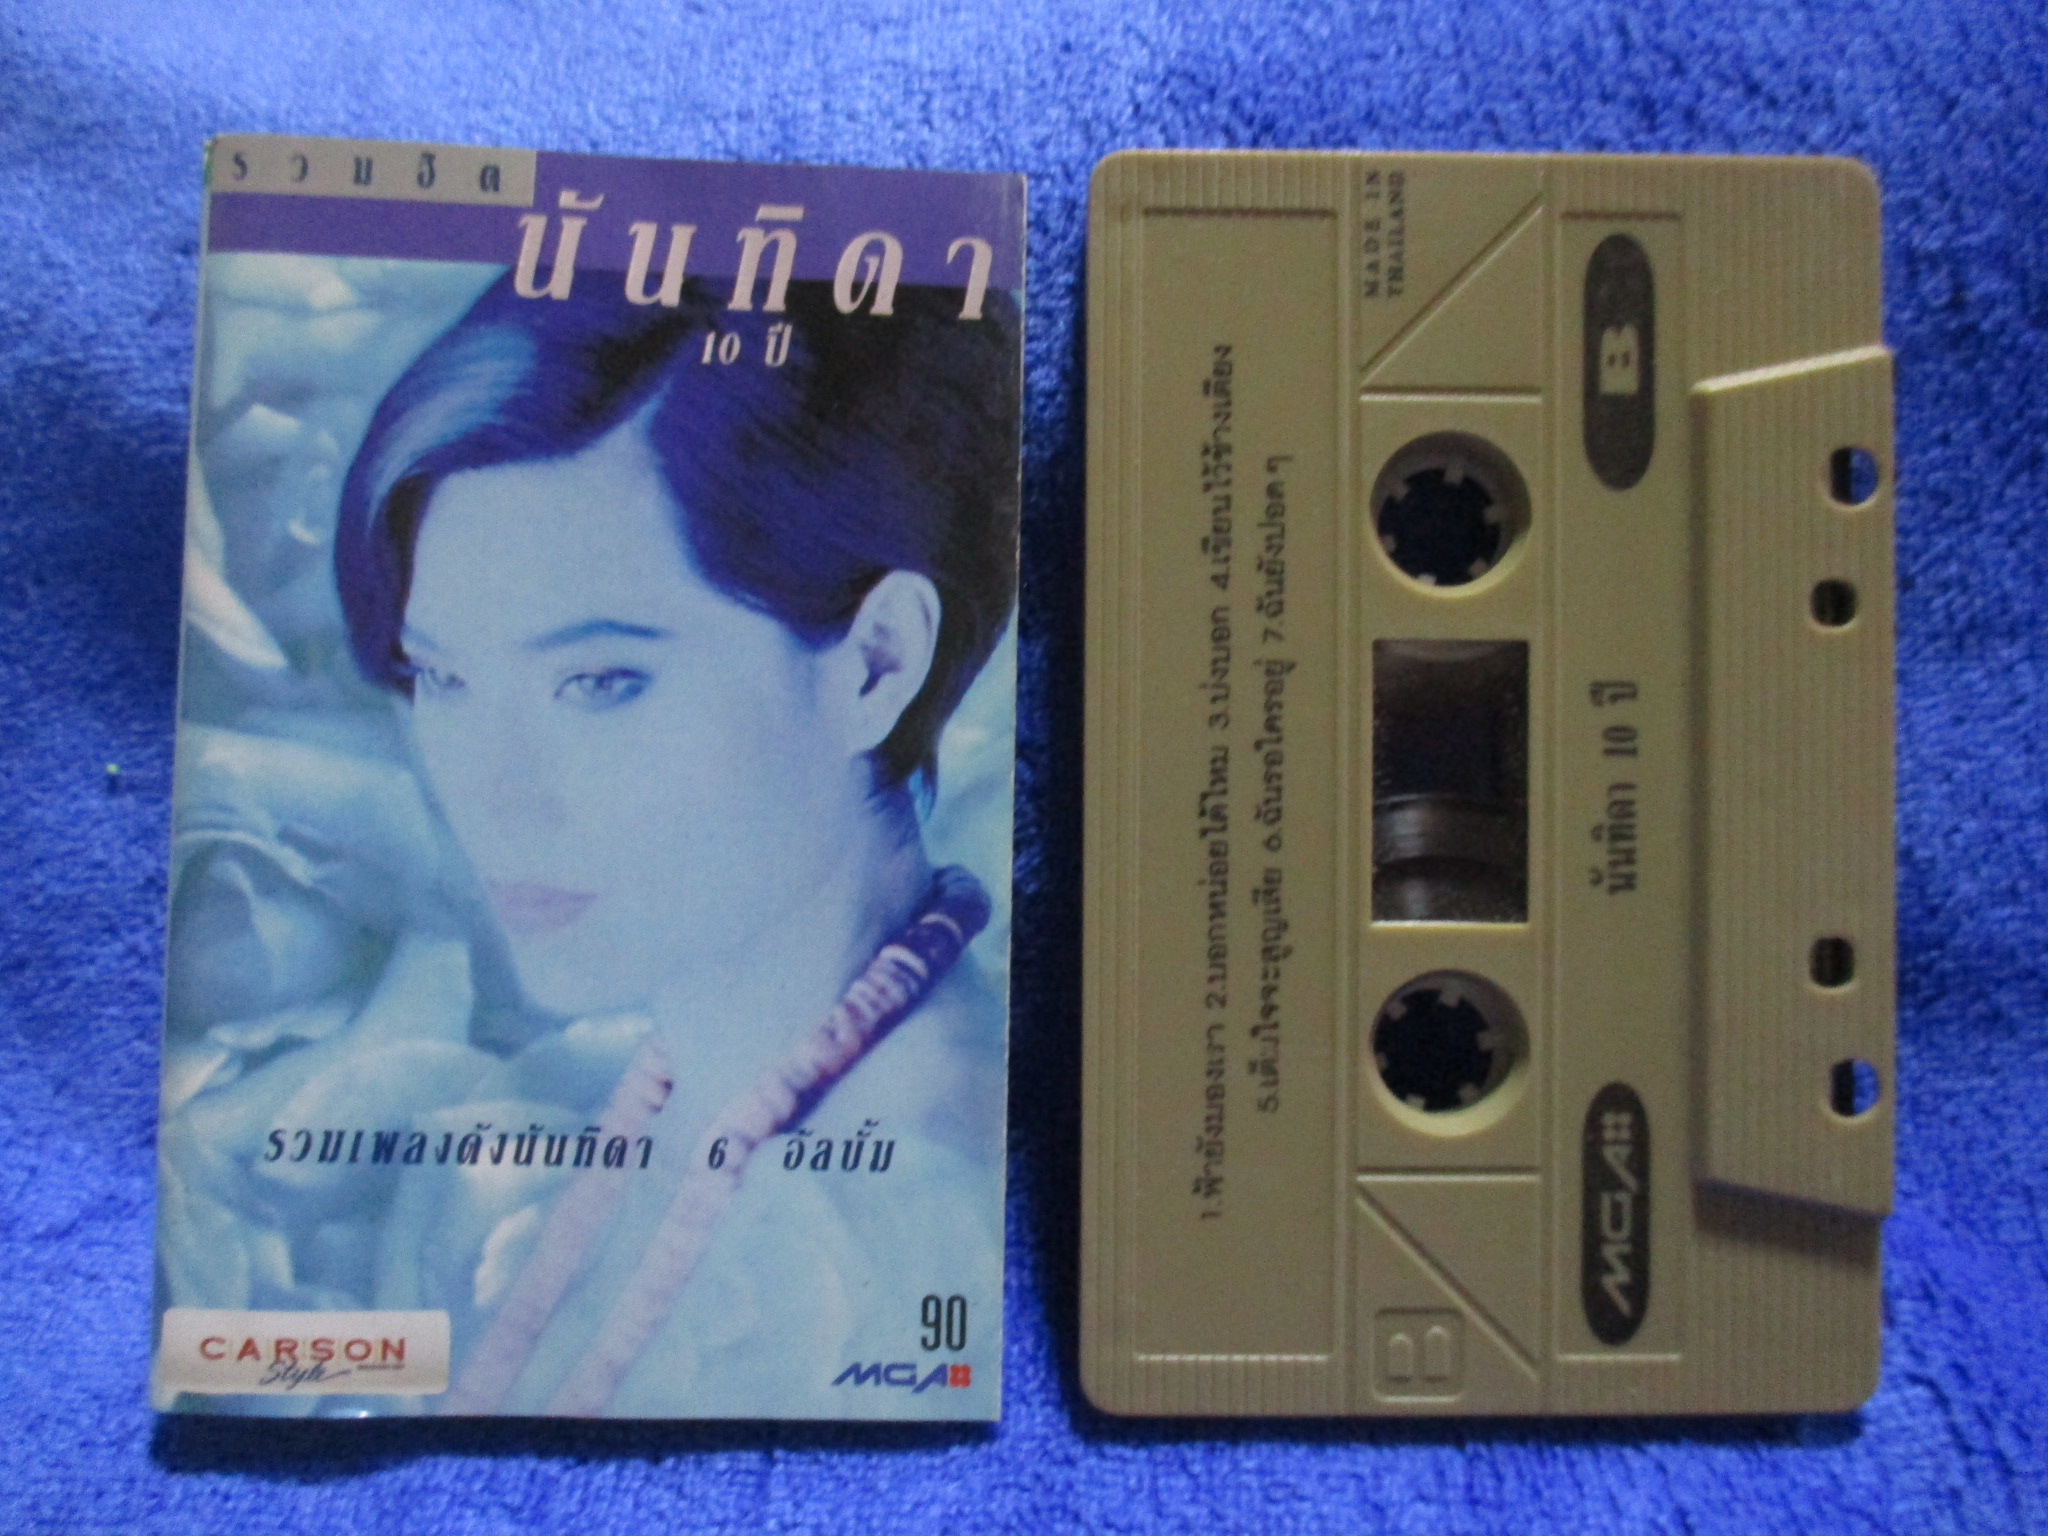 รวมฮิต
นันทิดา
10 ปี
รวมเพลงดังนันทิดา 6 อัลบั้ม
CARSON
Style
90
MGA
1.ฟ้ายังมองเรา 2.บอกหน่อยได้ไหม 3.บ่งบอก 4.เขียนไว้ข้างเตียง
5.เต็มใจจะสูญเสีย 6.ฉันรอใครอยู่ 7.ฉันยังปอดๆ
MADE IN
THAILAND
B
นันทิดา 10 ปี
MGA
B